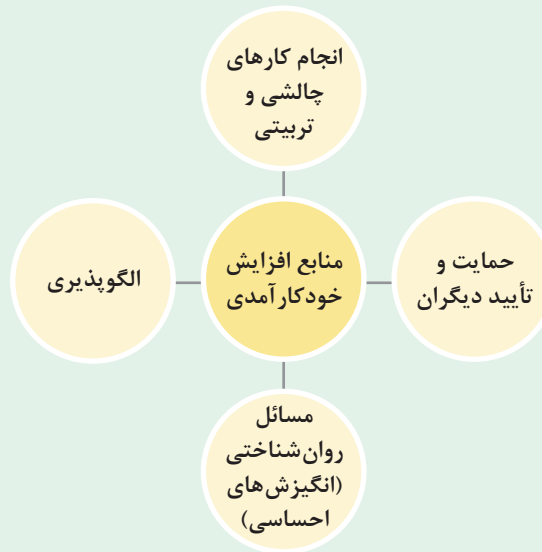 انجام کارهای
چالشی و
تربیتی
حمایت و
تأیید دیگران
منابع افزایش
خودکارآمدی
الگوپذیری
مسائل
روان‌شناختی
(انگیزش‌های
احساسی)